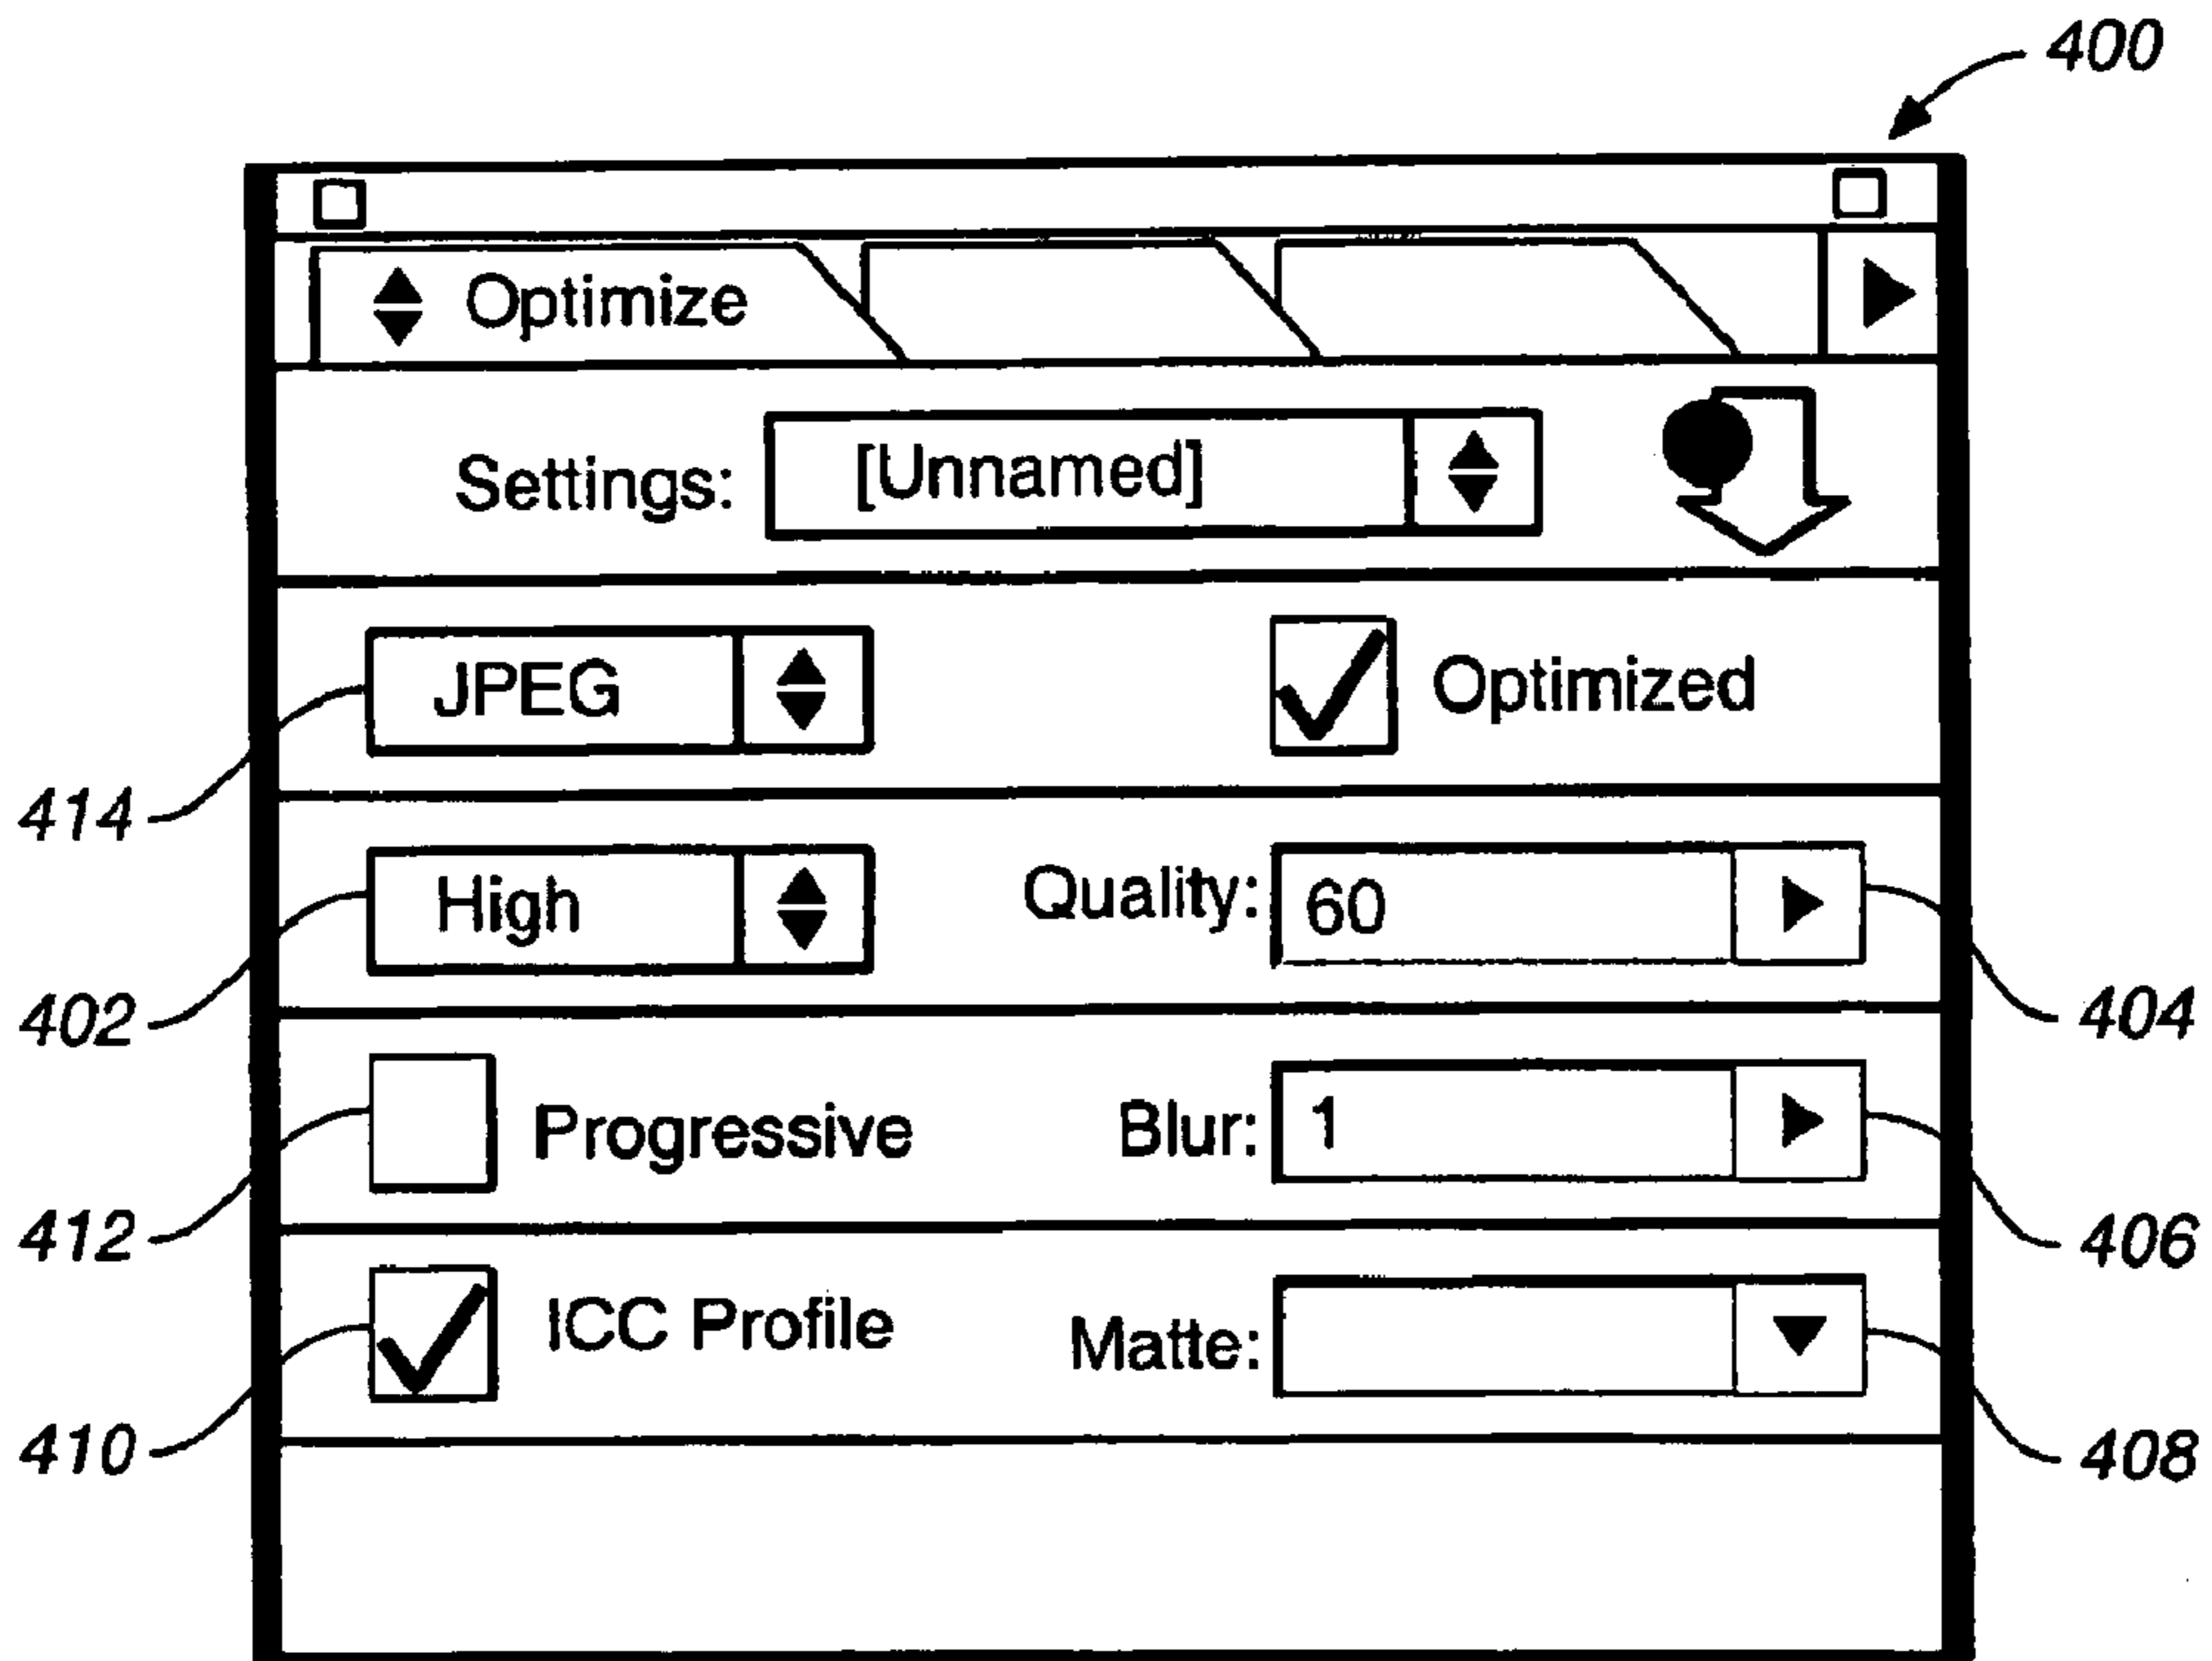 400
Optimize
Settings: [Unnamed]
JPEG Optimized
414
High Quality: 60
402 404
Progressive Blur: 1
412 406
ICC Profile Matte:
410 408